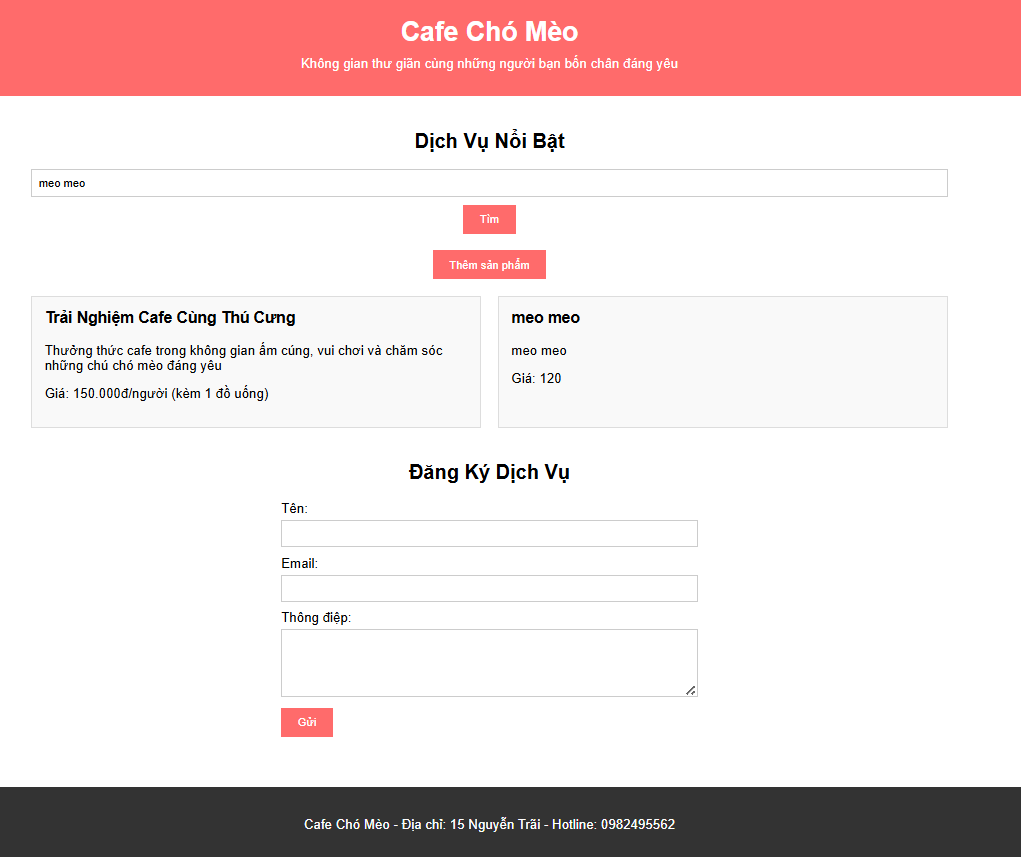 Cafe Chó Mèo
Không gian thư giãn cùng những người bạn bốn chân đáng yêu
Dịch Vụ Nổi Bật
meo meo
Tìm
Thêm sản phẩm
Trải Nghiệm Cafe Cùng Thú Cưng
Thưởng thức cafe trong không gian ấm cúng, vui chơi và chăm sóc
những chú chó mèo đáng yêu
Giá: 150.000đ/người (kèm 1 đồ uống)
meo meo
meo meo
Giá: 120
Đăng Ký Dịch Vụ
Tên:
Email:
Thông điệp:
Gửi
Cafe Chó Mèo - Địa chỉ: 15 Nguyễn Trãi - Hotline: 0982495562